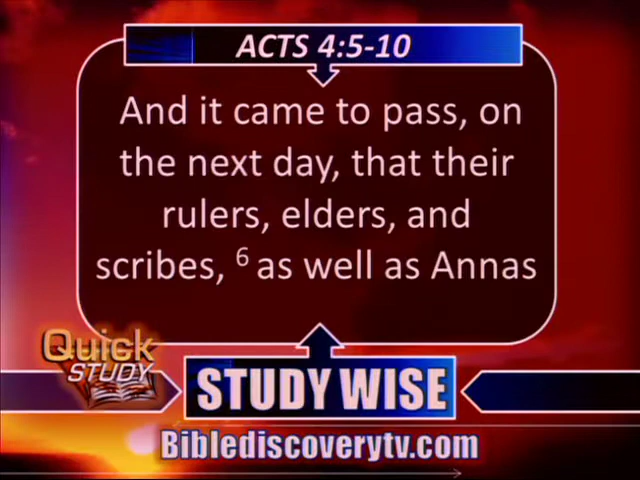 ACTS 4:5-10
And it came to pass, on
the next day, that their
rulers, elders, and
scribes, 6 as well as Annas
Quick
STUDY
STUDY WISE
Biblediscoverytv.com